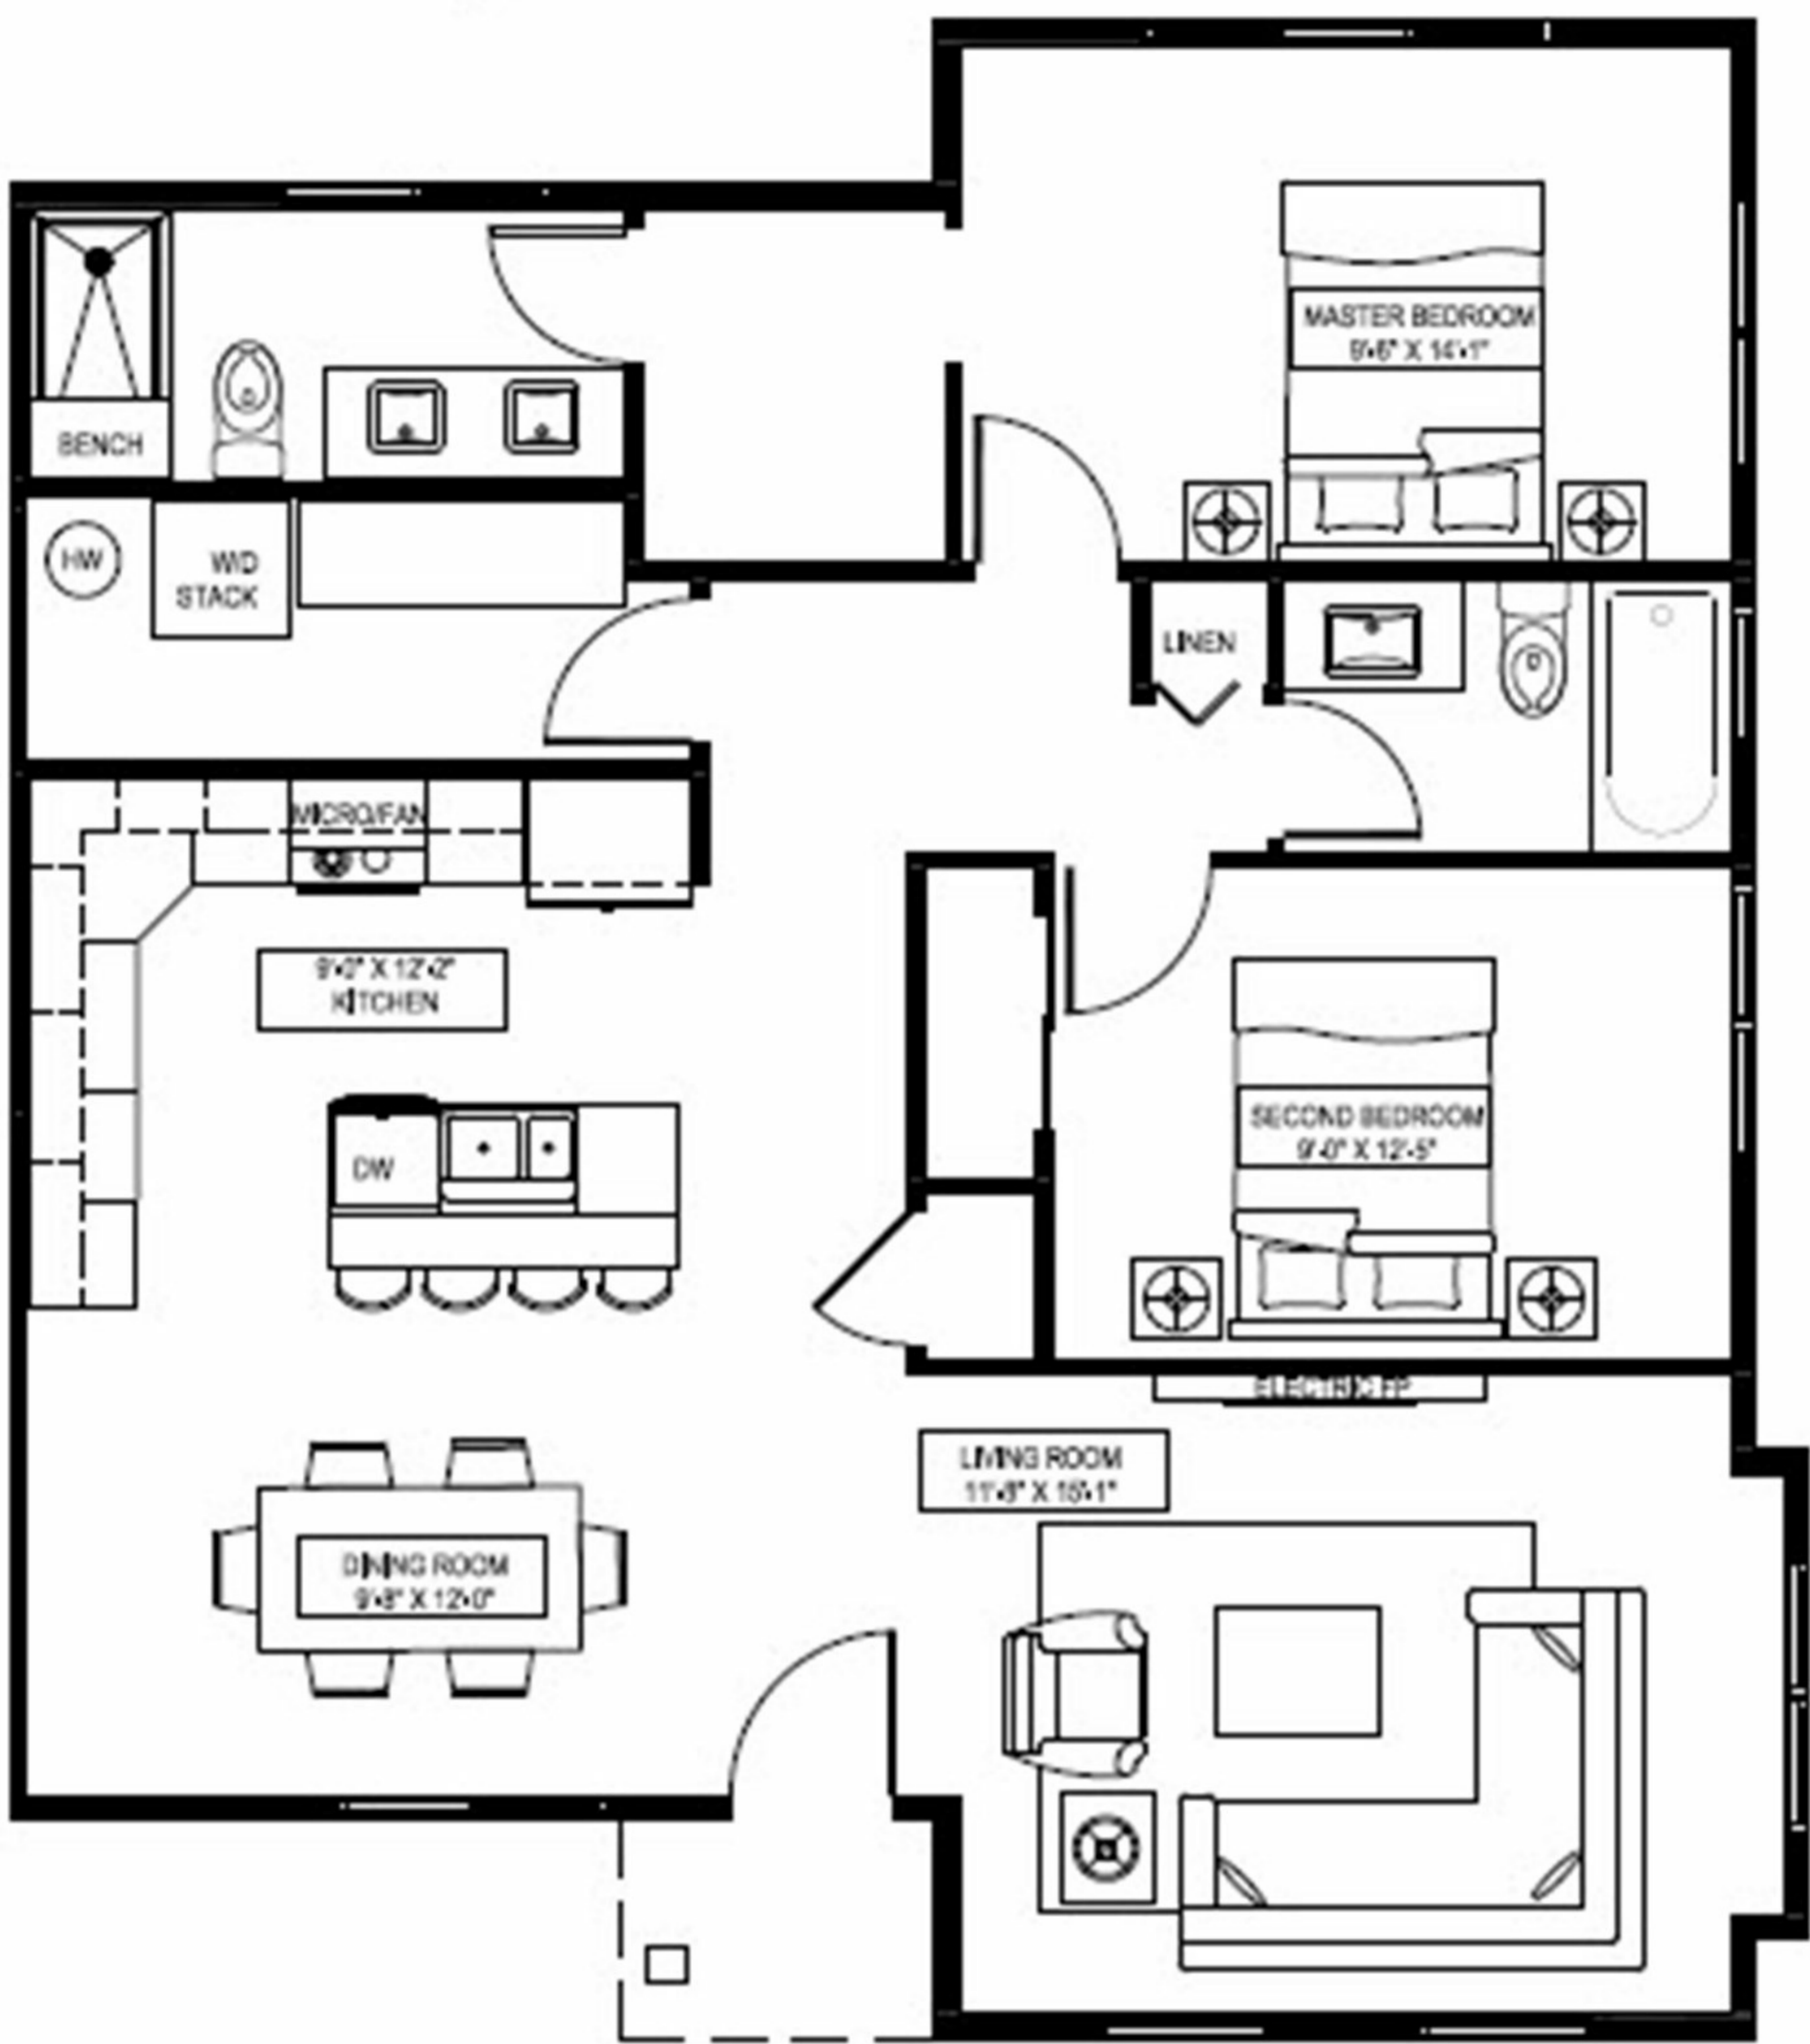 MASTER BEDROOM
9'-6" X 14'-1"
BENCH
HW
W/D
STACK
LINEN
MICRO/FAN
9'-0" X 12'-2"
KITCHEN
SECOND BEDROOM
9'-0" X 12'-5"
DW
ELECTRIC FP
LIVING ROOM
11'-8" X 15'-1"
DINING ROOM
9'-8" X 12'-0"